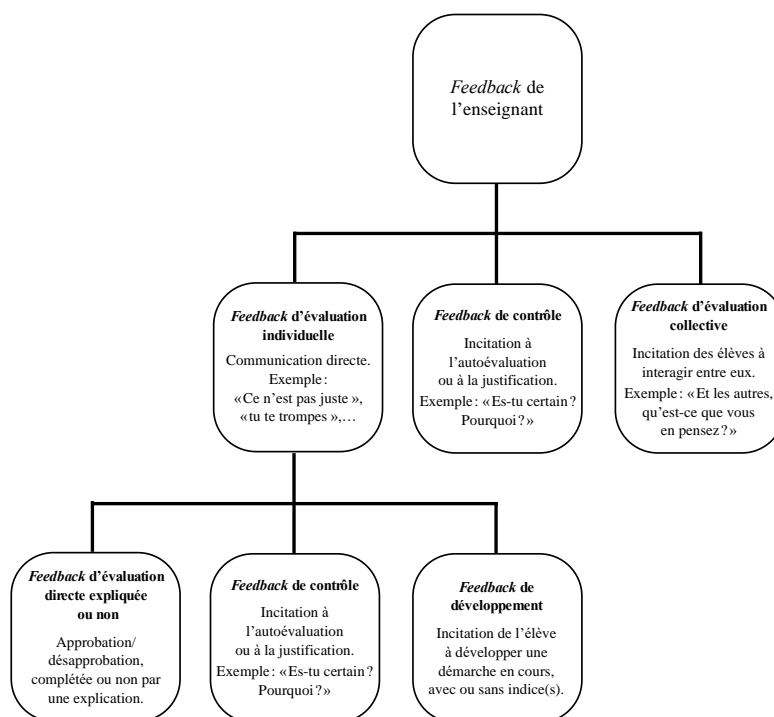 Feedback de
l’enseignant
Feedback d’évaluation
individuelle
Communication directe.
Exemple :
« Ce n’est pas juste »,
« tu te trompes »,…
Feedback de contrôle
Incitation à
l’autoévaluation
ou à la justification.
Exemple : « Es-tu certain ?
Pourquoi ? »
Feedback d’évaluation
collective
Incitation des élèves à
interagir entre eux.
Exemple : « Et les autres,
qu’est-ce que vous
en pensez ? »
Feedback d’évaluation
directe expliquée
ou non
Approbation/
désapprobation,
complétée ou non par
une explication.
Feedback de contrôle
Incitation à
l’autoévaluation
ou à la justification.
Exemple : « Es-tu certain ?
Pourquoi ? »
Feedback de
développement
Incitation de l’élève
à développer une
démarche en cours,
avec ou sans indice(s).